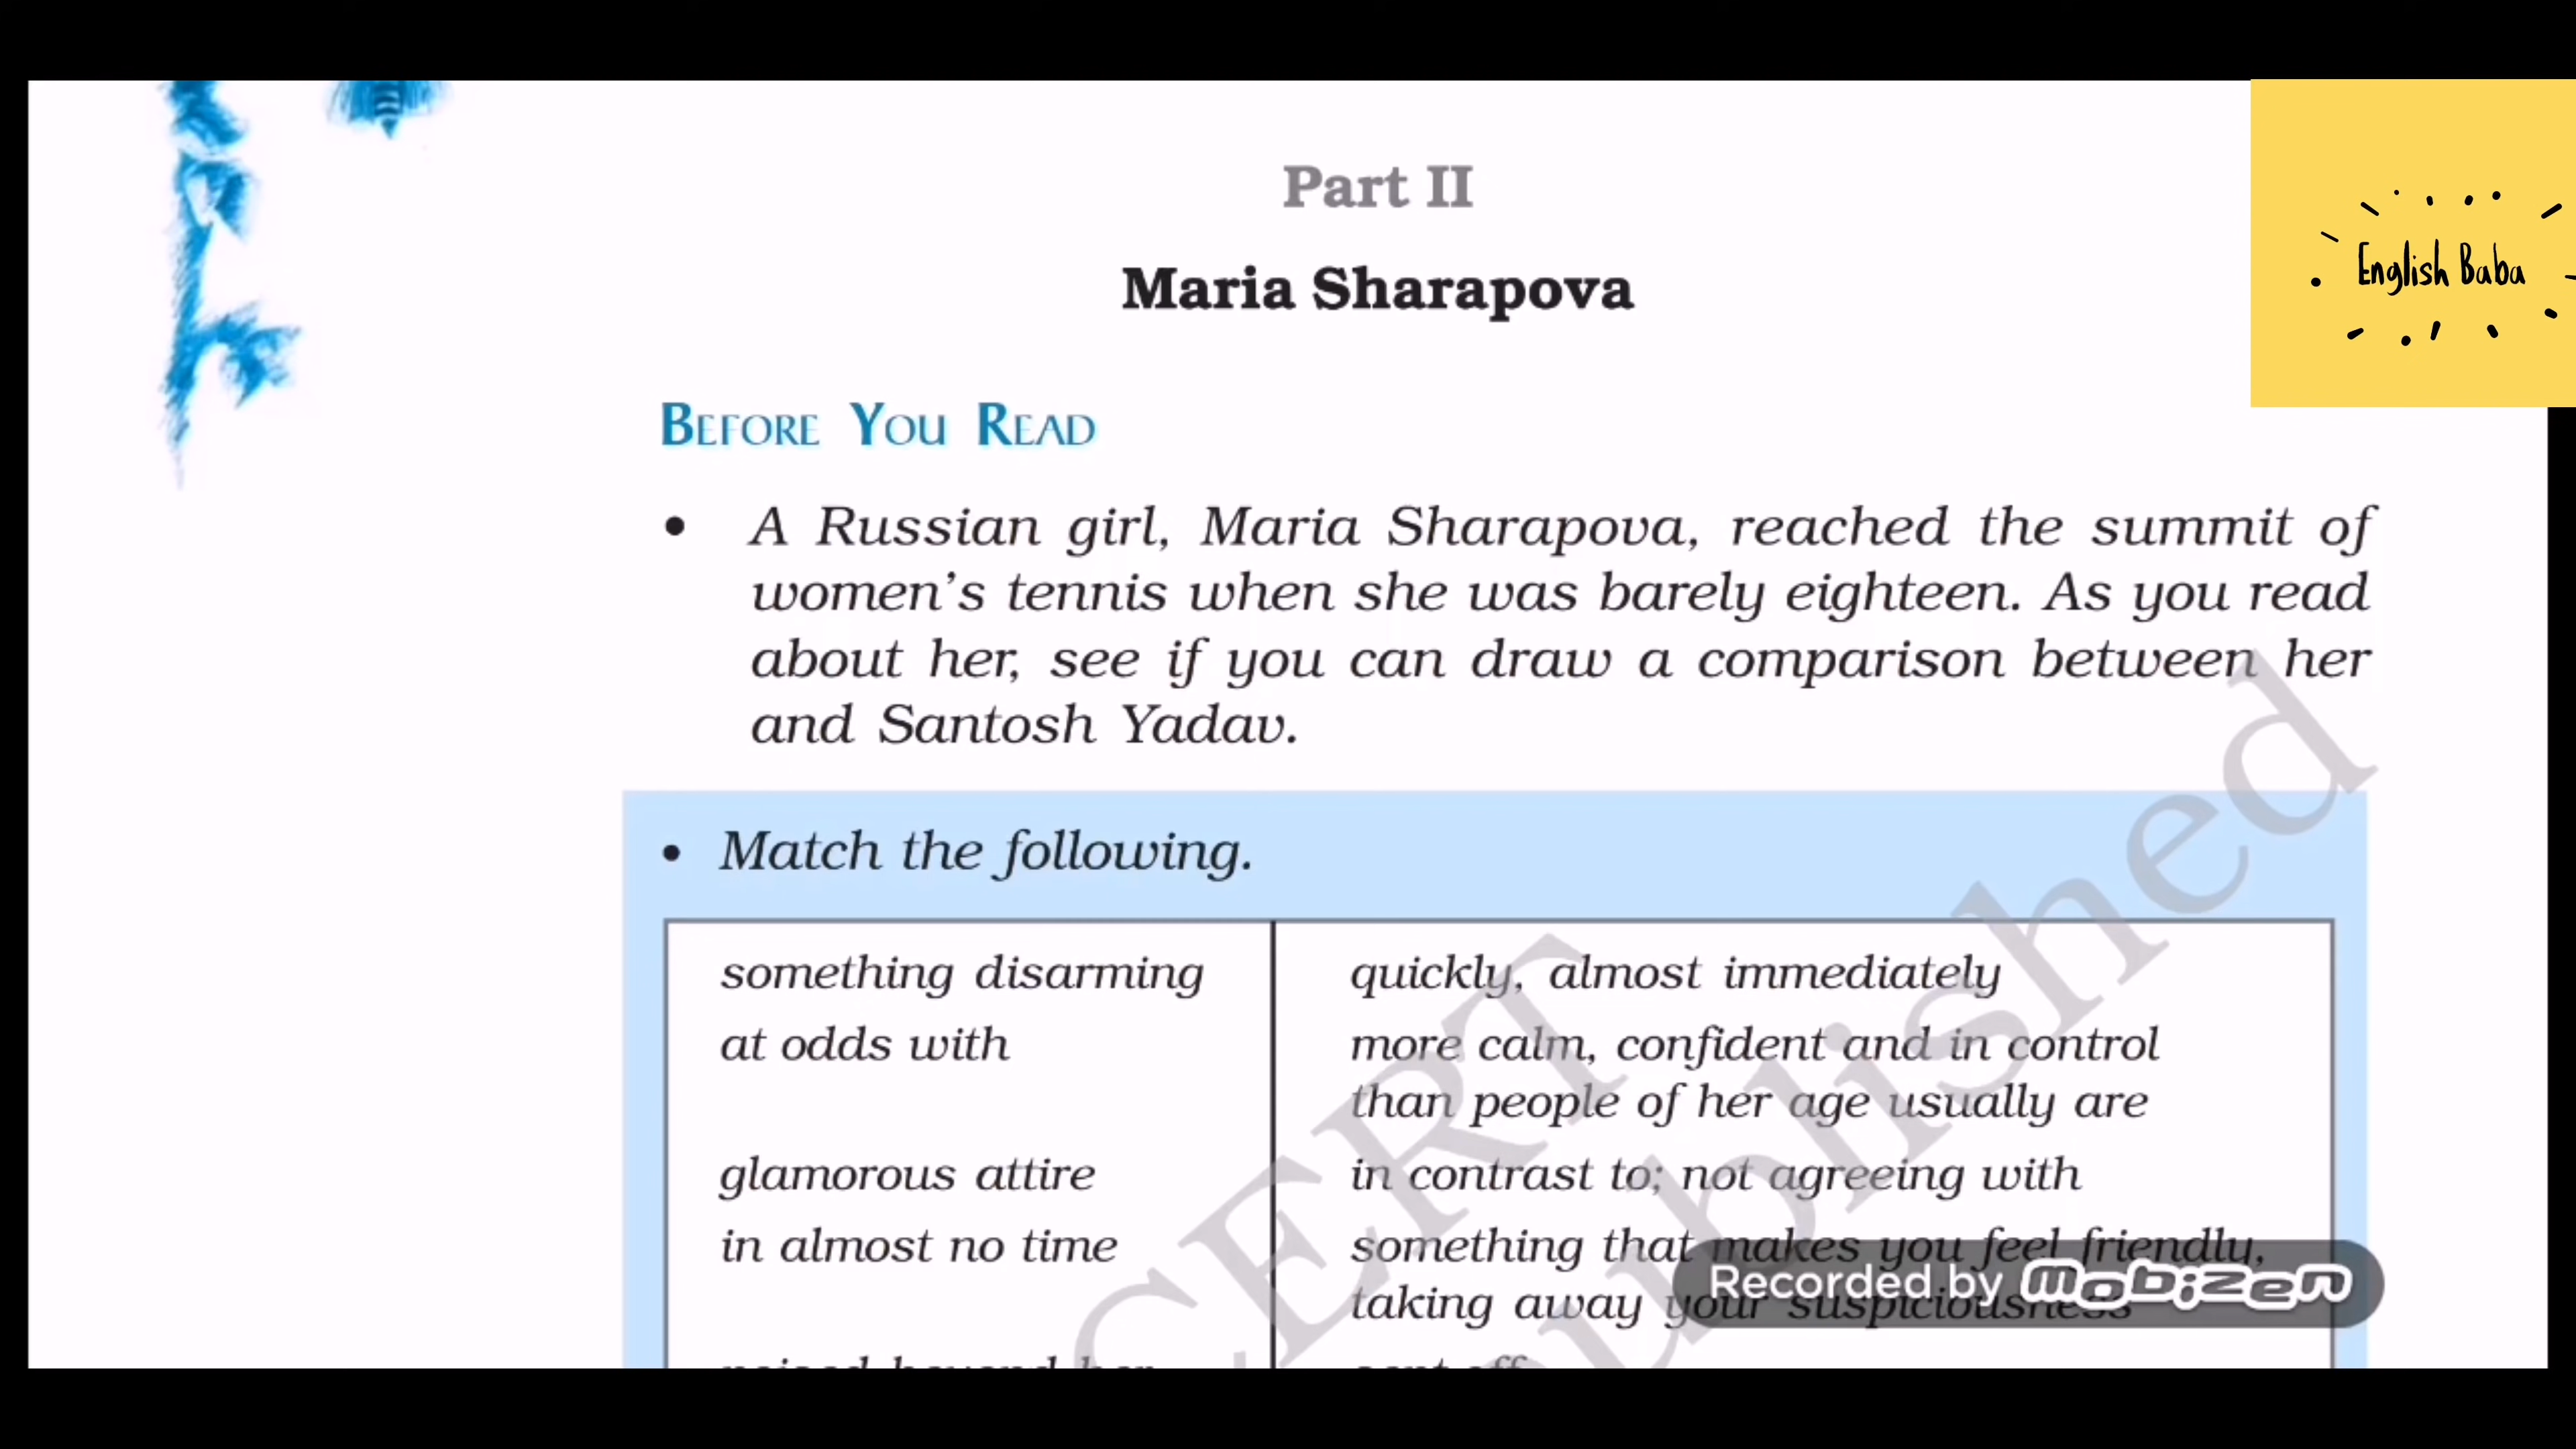 Part II
Maria Sharapova
English Baba
BEFORE YOU READ
• A Russian girl, Maria Sharapova, reached the summit of
women's tennis when she was barely eighteen. As you read
about her, see if you can draw a comparison between her
and Santosh Yadav.
• Match the following.
something disarming
quickly, almost immediately
at odds with
more calm, confident and in control
than people of her age usually are
glamorous attire
in contrast to; not agreeing with
in almost no time
something that makes you feel friendly,
taking away your suspiciousness
Recorded by mobizen